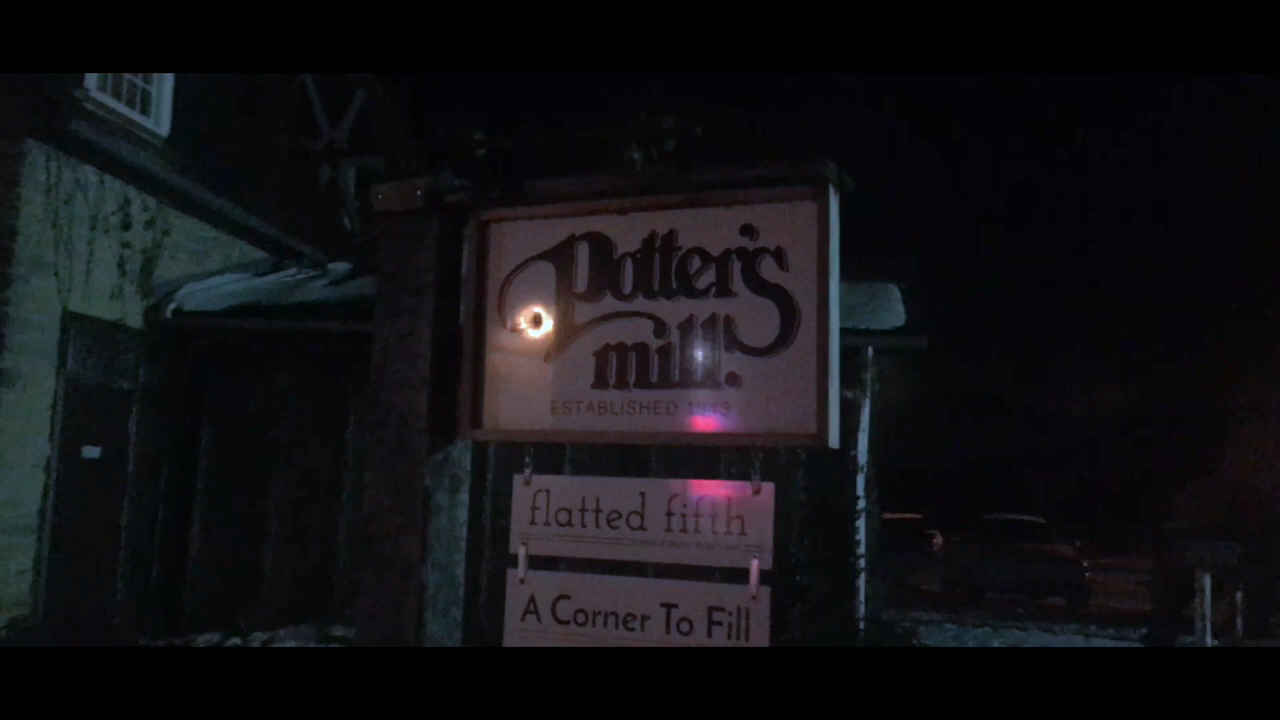 Potter's
mill.
ESTABLISHED
flatted fifth
A Corner To Fill